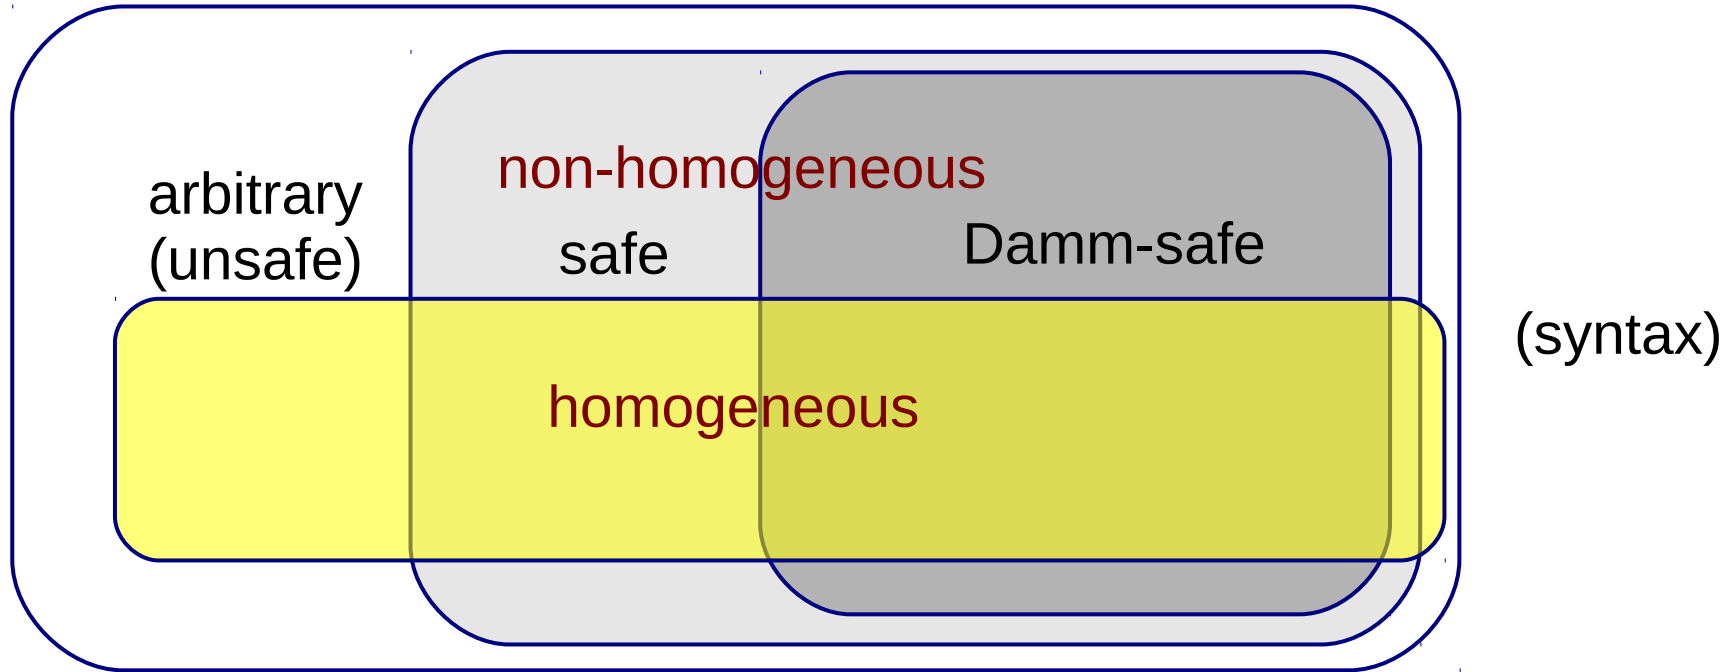 non-homogeneous
arbitrary
(unsafe)
safe
Damm-safe
(syntax)
homogeneous